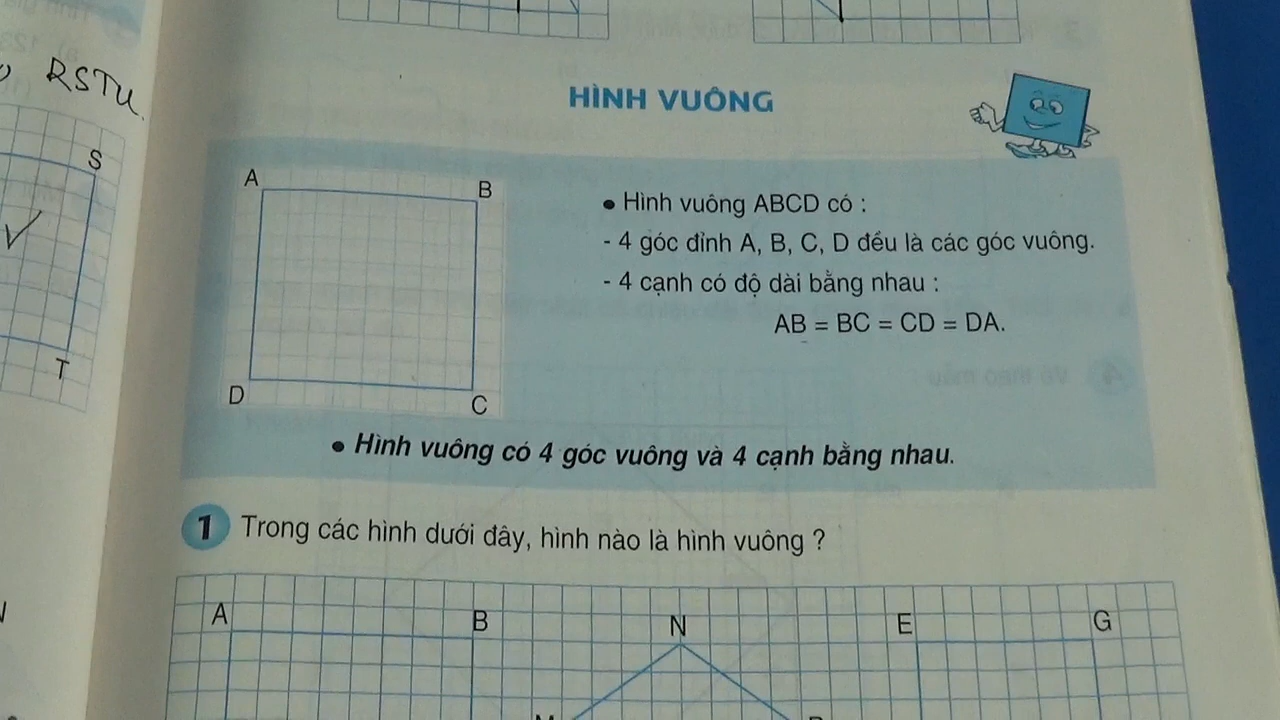 RSTU
S
T
HÌNH VUÔNG
A
B
D
C
• Hình vuông ABCD có :
- 4 góc đỉnh A, B, C, D đều là các góc vuông.
- 4 cạnh có độ dài bằng nhau :
AB = BC = CD = DA.
• Hình vuông có 4 góc vuông và 4 cạnh bằng nhau.
1 Trong các hình dưới đây, hình nào là hình vuông ?
A B N E G